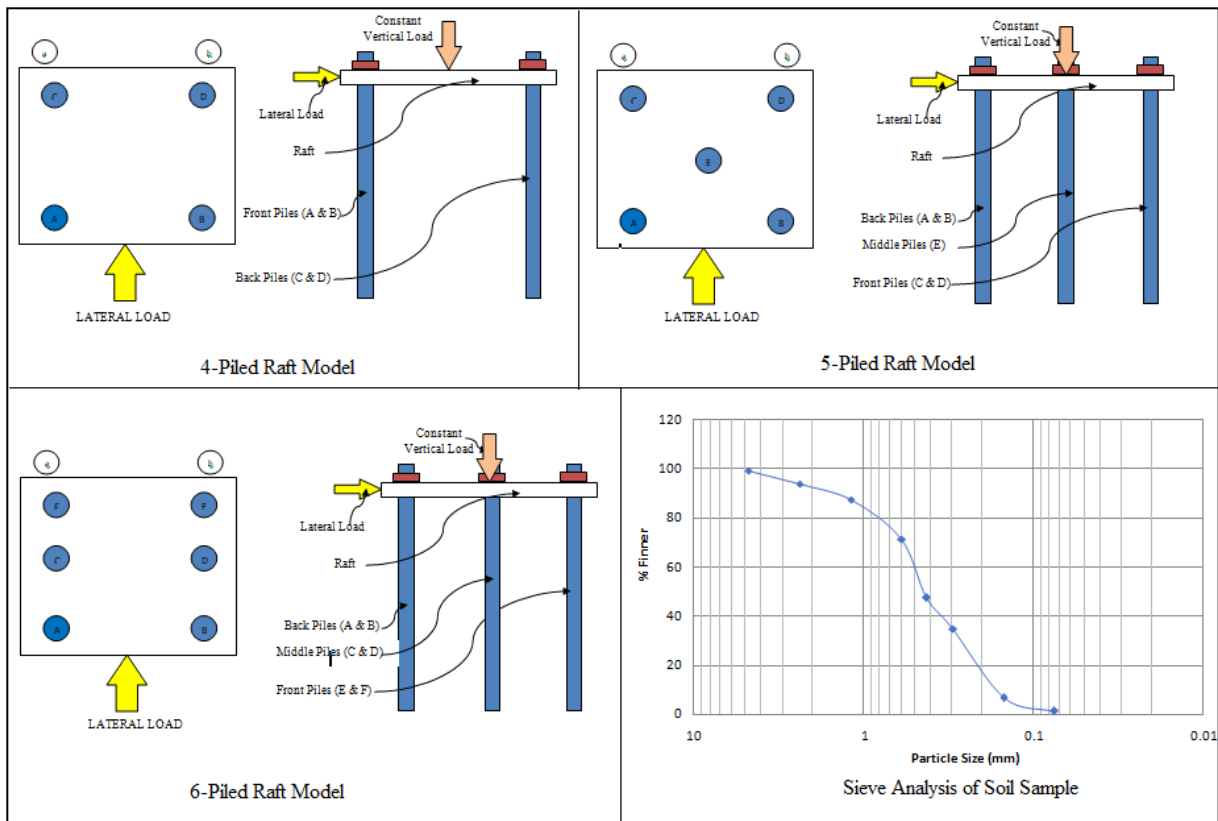 Constant
Vertical Load
Lateral Load
Raft
Front Piles (A & B)
Back Piles (C & D)
C
D
A
B
LATERAL LOAD
4-Piled Raft Model
Constant
Vertical Load
Lateral Load
Raft
Back Piles (A & B)
Middle Piles (E)
Front Piles (C & D)
C
D
E
A
B
LATERAL LOAD
5-Piled Raft Model
Constant
Vertical Load
Lateral Load
Raft
Back Piles (A & B)
Middle Piles (C & D)
Front Piles (E & F)
F
F
C
D
A
B
LATERAL LOAD
6-Piled Raft Model
120
100
80
60
40
20
0
% Finner
10
1
0.1
0.01
Particle Size (mm)
Sieve Analysis of Soil Sample